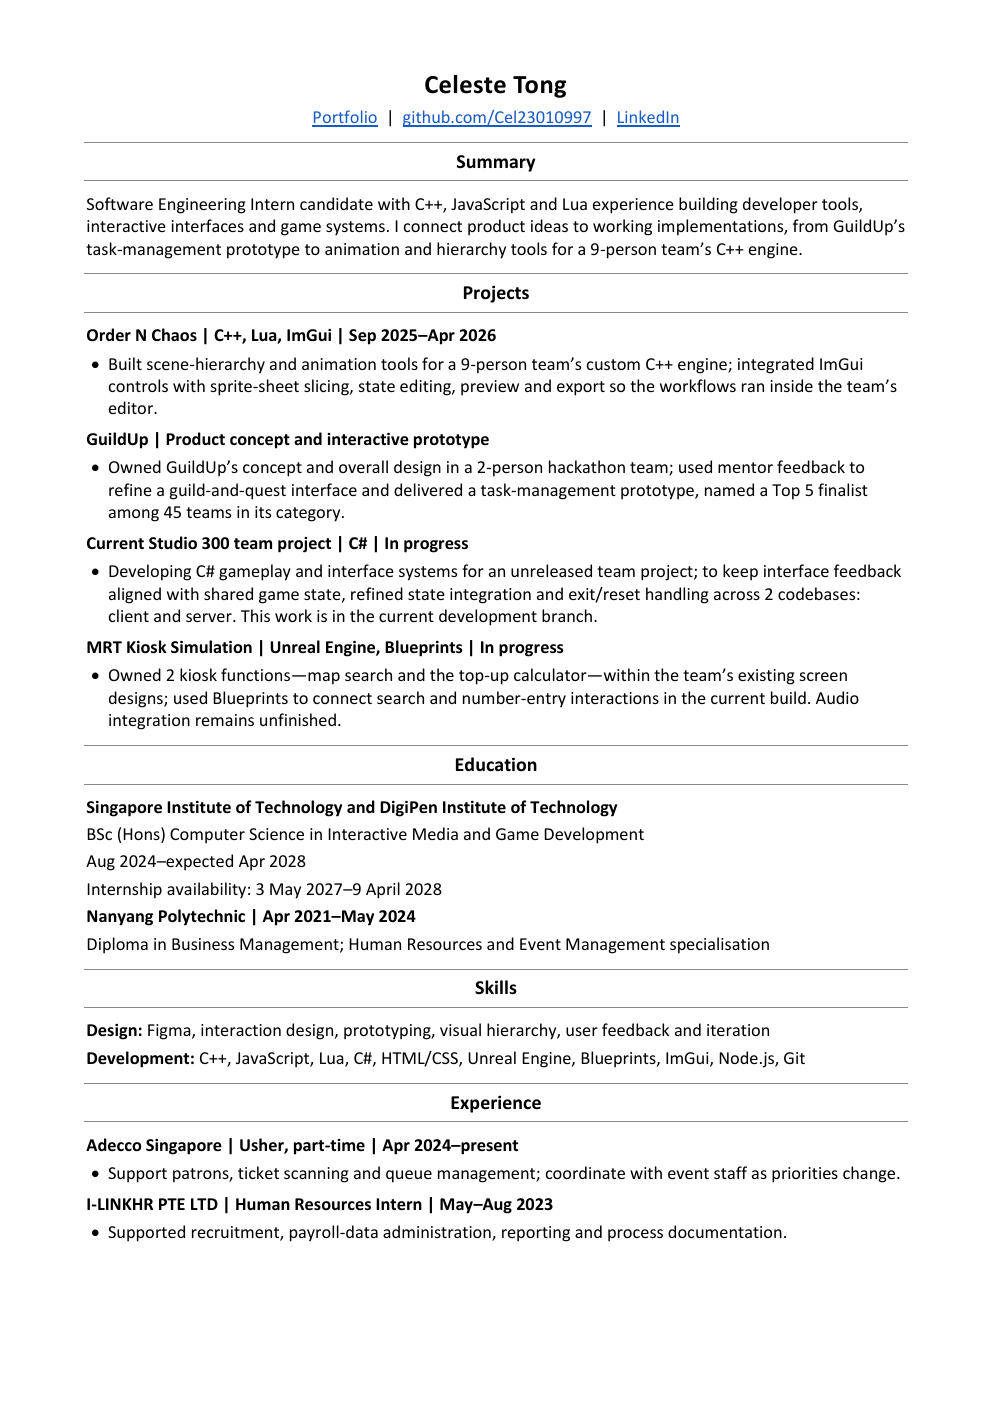 Celeste Tong
Portfolio | github.com/Cel23010997 | LinkedIn
Summary
Software Engineering Intern candidate with C++, JavaScript and Lua experience building developer tools,
interactive interfaces and game systems. I connect product ideas to working implementations, from GuildUp’s
task-management prototype to animation and hierarchy tools for a 9-person team’s C++ engine.
Projects
Order N Chaos | C++, Lua, ImGui | Sep 2025–Apr 2026
• Built scene-hierarchy and animation tools for a 9-person team’s custom C++ engine; integrated ImGui
controls with sprite-sheet slicing, state editing, preview and export so the workflows ran inside the team’s
editor.
GuildUp | Product concept and interactive prototype
• Owned GuildUp’s concept and overall design in a 2-person hackathon team; used mentor feedback to
refine a guild-and-quest interface and delivered a task-management prototype, named a Top 5 finalist
among 45 teams in its category.
Current Studio 300 team project | C# | In progress
• Developing C# gameplay and interface systems for an unreleased team project; to keep interface feedback
aligned with shared game state, refined state integration and exit/reset handling across 2 codebases:
client and server. This work is in the current development branch.
MRT Kiosk Simulation | Unreal Engine, Blueprints | In progress
• Owned 2 kiosk functions—map search and the top-up calculator—within the team’s existing screen
designs; used Blueprints to connect search and number-entry interactions in the current build. Audio
integration remains unfinished.
Education
Singapore Institute of Technology and DigiPen Institute of Technology
BSc (Hons) Computer Science in Interactive Media and Game Development
Aug 2024–expected Apr 2028
Internship availability: 3 May 2027–9 April 2028
Nanyang Polytechnic | Apr 2021–May 2024
Diploma in Business Management; Human Resources and Event Management specialisation
Skills
Design: Figma, interaction design, prototyping, visual hierarchy, user feedback and iteration
Development: C++, JavaScript, Lua, C#, HTML/CSS, Unreal Engine, Blueprints, ImGui, Node.js, Git
Experience
Adecco Singapore | Usher, part-time | Apr 2024–present
• Support patrons, ticket scanning and queue management; coordinate with event staff as priorities change.
I-LINKHR PTE LTD | Human Resources Intern | May–Aug 2023
• Supported recruitment, payroll-data administration, reporting and process documentation.